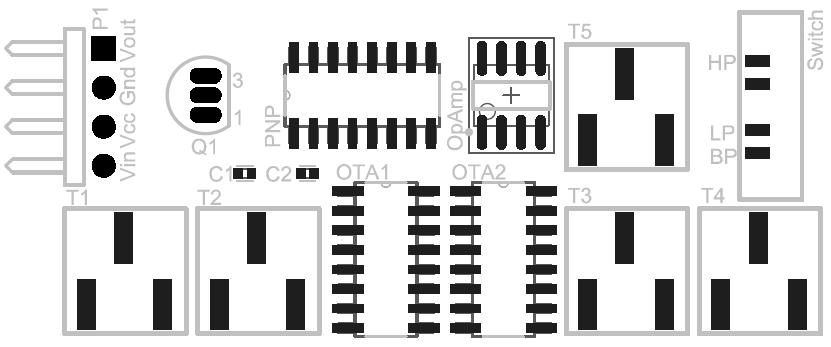 P1
Vout
Gnd
Vcc
Vin
3
1
Q1
PNP
OpAmp
T5
Switch
HP
LP
BP
C1
C2
OTA1
OTA2
T1
T2
T3
T4